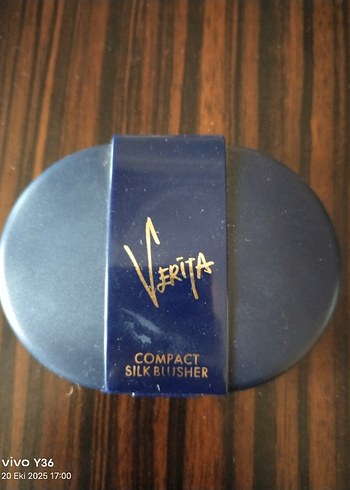 VERITA
COMPACT
SILK BLUSHER
vivo Y36
20 Eki 2025 17:00